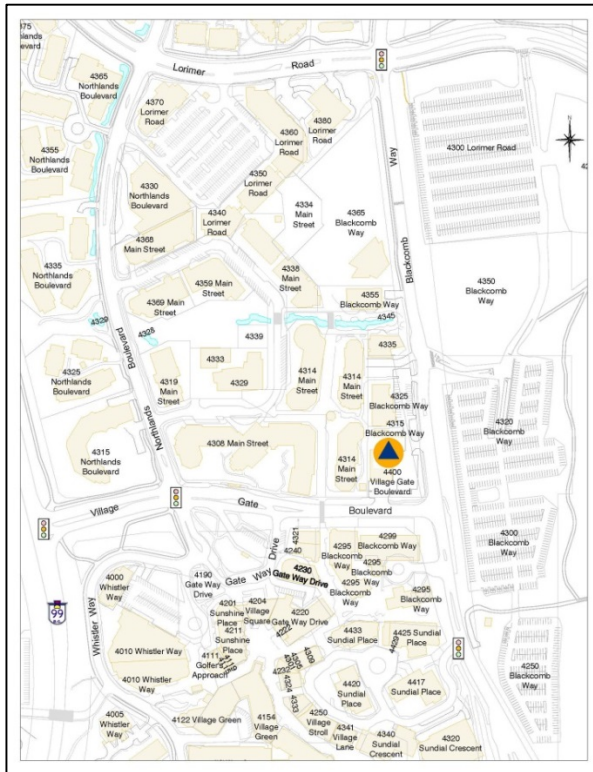 4365
Northlands
Boulevard
Lorimer
Road
4370
Lorimer
Road
4380
Lorimer
Road
4360
Lorimer
Road
4300 Lorimer Road
4355
Northlands
Boulevard
4350
Lorimer
Road
Way
4330
Northlands
Boulevard
4334
Main
Street
4340
Lorimer
Road
4365
Blackcomb
Way
4368
Main Street
Blackcomb
4335
Northlands
Boulevard
4338
Main
Street
4359 Main
Street
4350
Blackcomb
Way
4369 Main
Street
4355
Blackcomb Way
4345
4329
4328
Boulevard
4339
4335
4333
4329
4325
Northlands
Boulevard
4319
Main
Street
4314
Main
Street
4314
Main
Street
4325
Blackcomb Way
4315
Blackcomb Way
4320
Blackcomb
Way
Northlands
4315
Northlands
Boulevard
4308 Main Street
4314
Main
Street
4400
Village Gate
Boulevard
Village
Gate
Boulevard
4300
Blackcomb
Way
4321
4240
Drive
4295
Blackcomb Way
4299
Blackcomb Way
4295
Blackcomb
Way
4230
Gate Way Drive
4295
Blackcomb Way
4295
Blackcomb
Way
4190
Gate Way
Drive
Gate Way
4000
Whistler
Way
99
Whistler Way
4201
Sunshine
Place
4204
Village
Square
4220
Gate Way Drive
4211
Sunshine
Place
4222
4433
Sundial Place
4425 Sundial
Place
4429
4010 Whistler Way
4111
Golfer's
Approach
4309
4305
4324
4333
4010 Whistler
Way
4420
Sundial
Place
4417
Sundial Place
4250
Blackcomb
Way
4005
Whistler
Way
4122 Village Green
4154
Village
Green
4250
Village
Stroll
4341
Village
Lane
4340
Sundial
Crescent
4320
Sundial Crescent